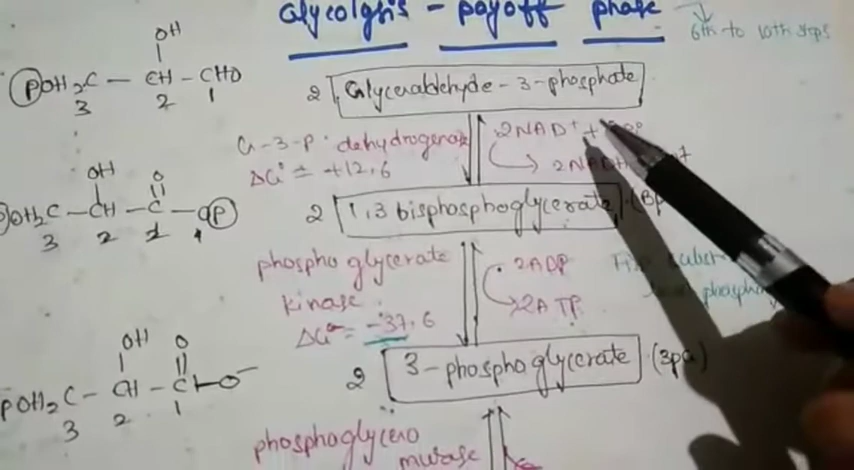 Glycolysis - payoff phase
6th to 10th steps
OH
POH₂C - CH - CHO
3 2 1
2 Glyceraldehyde - 3 - phosphate
G-3-P. dehydrogenase
2NAD⁺ +
ΔG° = +12.6
OH O
OH₂C - CH - C - OP
3 2 1
2 1,3 bisphosphoglycerate
phospho glycerate
kinase
2ADP
2ATP
ΔG° = -37.6
OH O
POH₂C - CH - C - O⁻
3 2 1
2 3-phosphoglycerate (3PG)
phosphoglycero
mutase